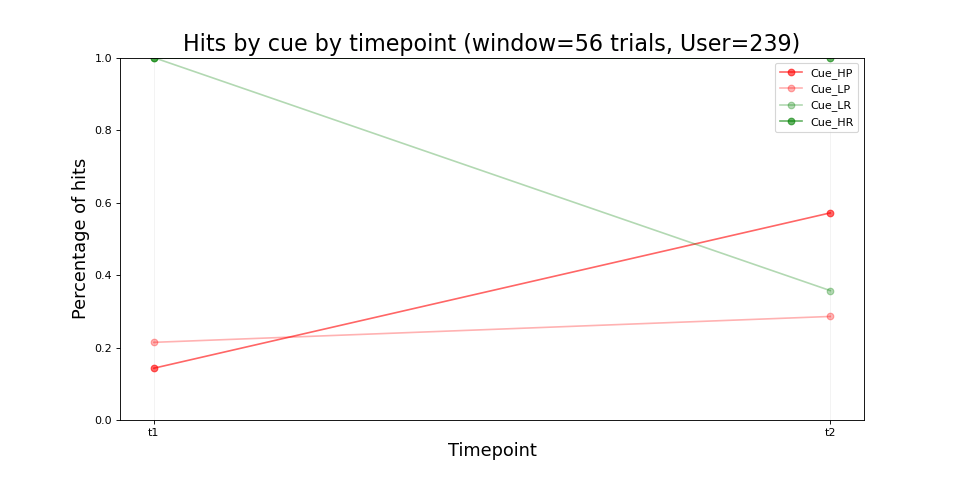 Hits by cue by timepoint (window=56 trials, User=239)
Percentage of hits
1.0
0.8
0.6
0.4
0.2
0.0
Cue_HP
Cue_LP
Cue_LR
Cue_HR
t1
t2
Timepoint